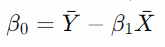 β₀ = Ȳ − β₁X̄